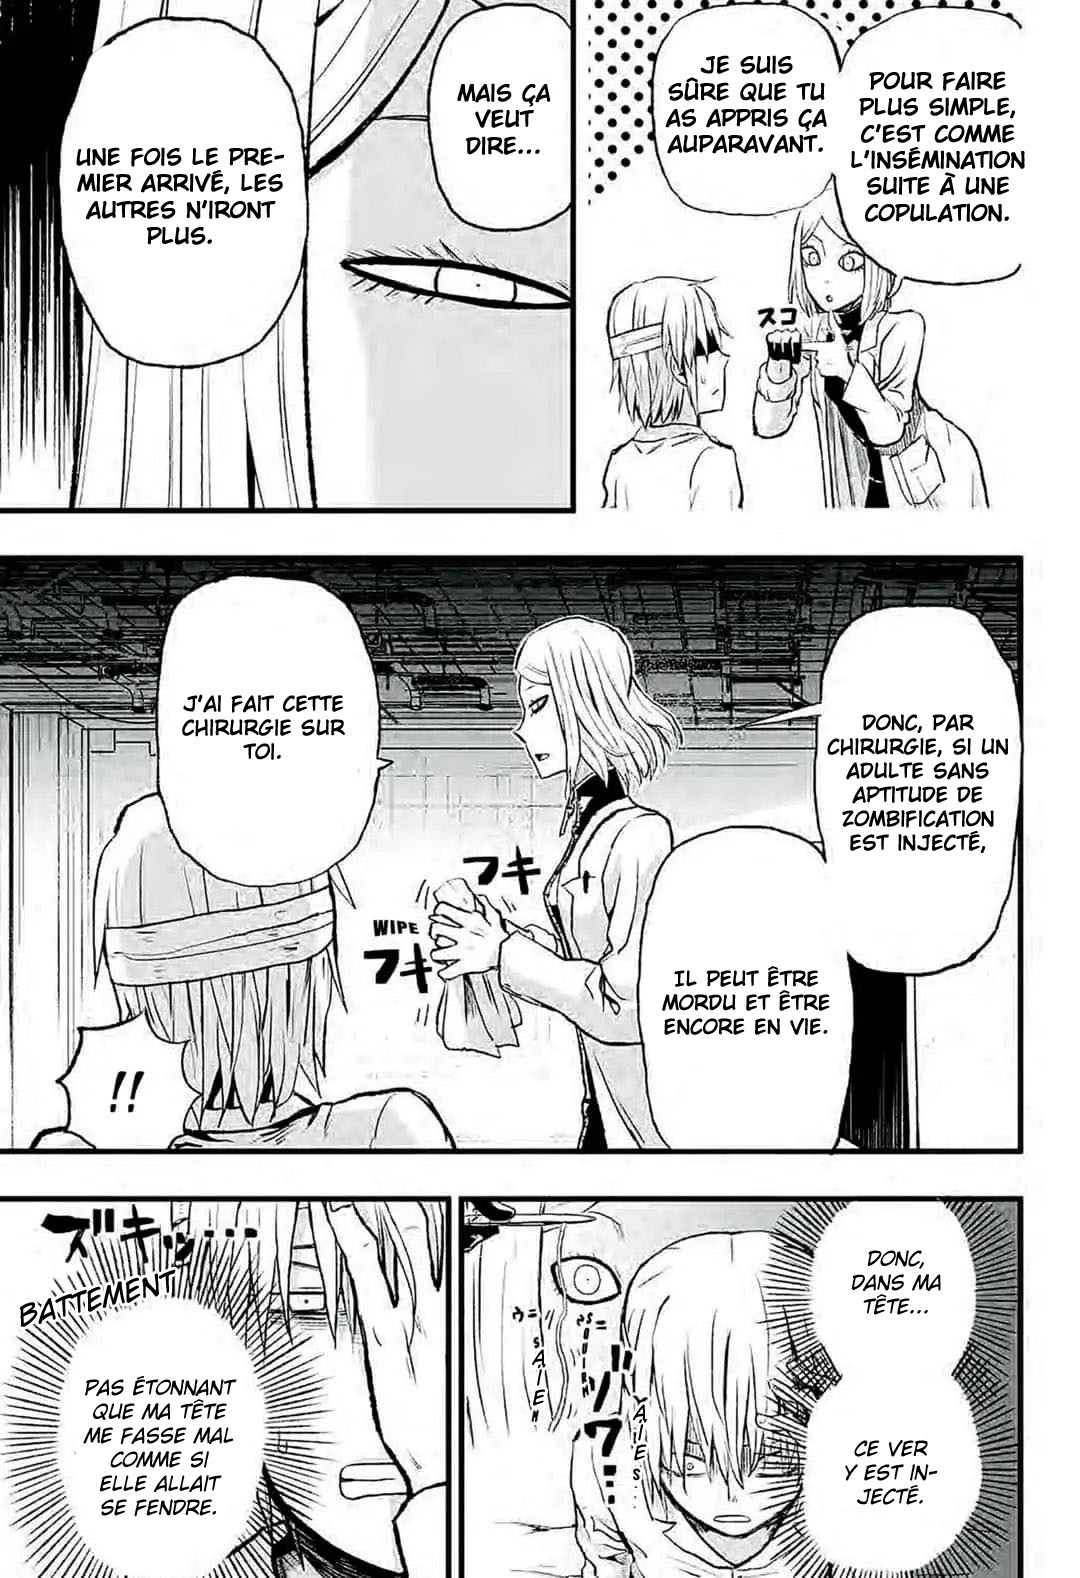 POUR FAIRE
PLUS SIMPLE,
C'EST COMME
L'INSÉMINATION
SUITE À UNE
COPULATION.
JE SUIS
SÛRE QUE TU
AS APPRIS ÇA
AUPARAVANT.
スコ
MAIS ÇA
VEUT
DIRE...
UNE FOIS LE PRE-
MIER ARRIVÉ, LES
AUTRES N'IRONT
PLUS.
DONC, PAR
CHIRURGIE, SI UN
ADULTE SANS
APTITUDE DE
ZOMBIFICATION
EST INJECTÉ,
IL PEUT ÊTRE
MORDU ET ÊTRE
ENCORE EN VIE.
フキ
WIPE
フキ
J'AI FAIT CETTE
CHIRURGIE SUR
TOI.
!!
DONC,
DANS MA
TÊTE...
CE VER
Y EST IN-
JECTÉ.
ズキッ...
BATTEMENT
PAS ÉTONNANT
QUE MA TÊTE
ME FASSE MAL
COMME SI
ELLE ALLAIT
SE FENDRE.